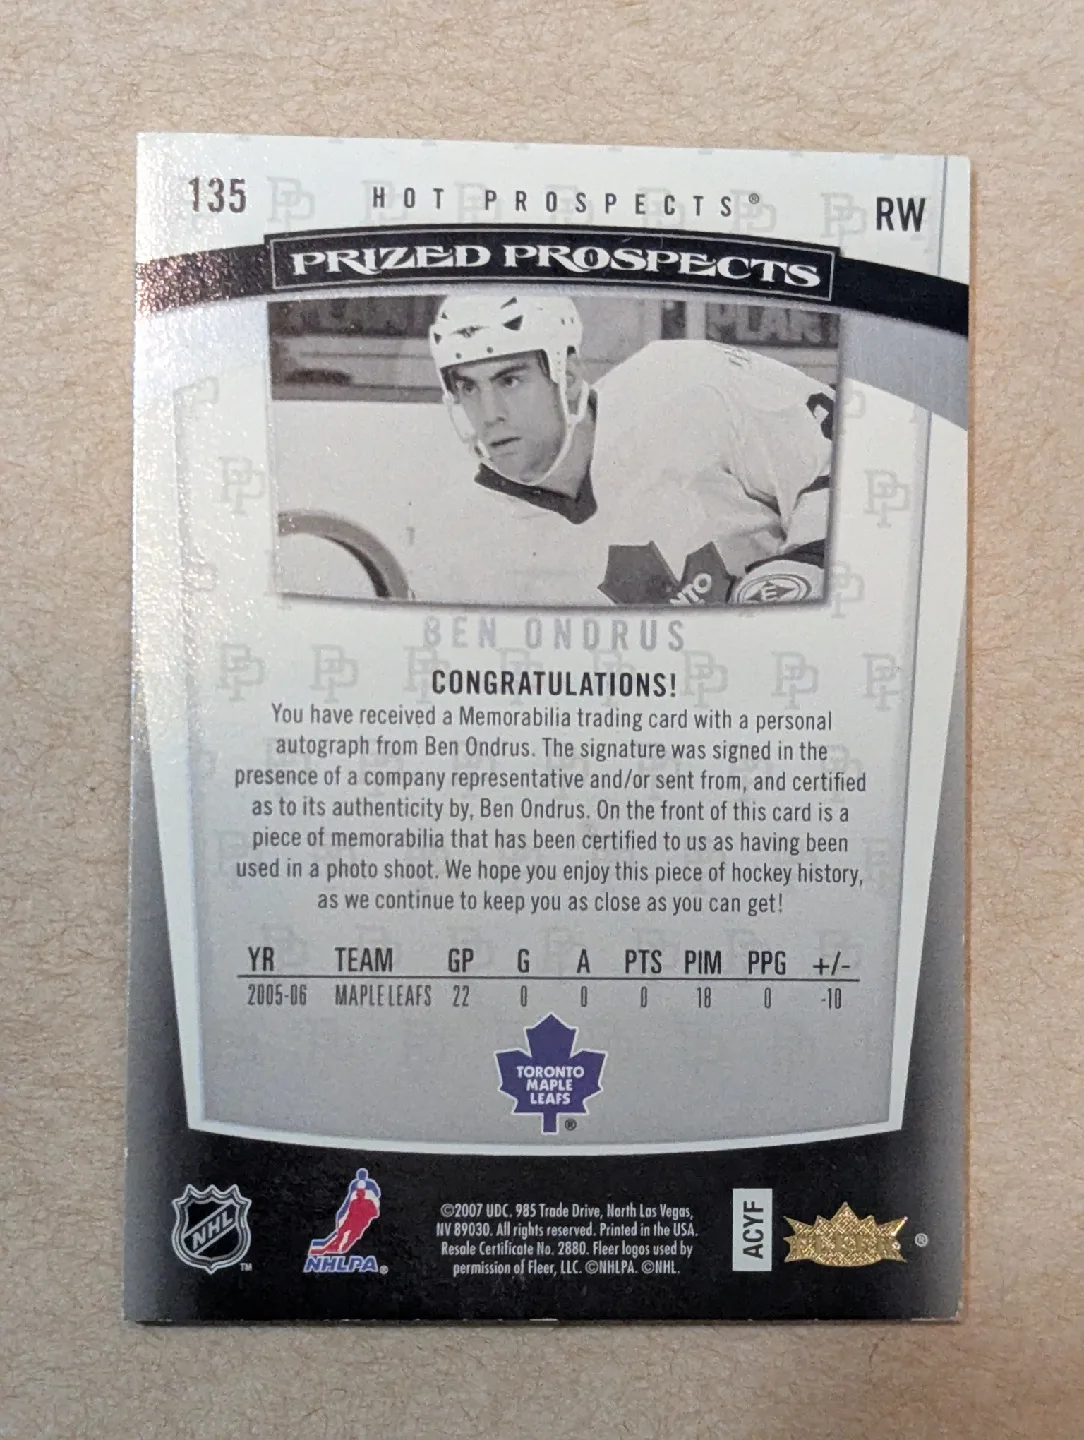 135 HOT PROSPECTS® RW
PRIZED PROSPECTS
PLAN
PLAN
NTO
BEN ONDRUS
CONGRATULATIONS!
You have received a Memorabilia trading card with a personal
autograph from Ben Ondrus. The signature was signed in the
presence of a company representative and/or sent from, and certified
as to its authenticity by, Ben Ondrus. On the front of this card is a
piece of memorabilia that has been certified to us as having been
used in a photo shoot. We hope you enjoy this piece of hockey history,
as we continue to keep you as close as you can get!
YR TEAM GP G A PTS PIM PPG +/-
2005-06 MAPLE LEAFS 22 0 0 0 18 0 -10
TORONTO
MAPLE
LEAFS
®
NHL
TM
NHLPA®
©2007 UDC. 985 Trade Drive, North Las Vegas,
NV 89030. All rights reserved. Printed in the USA.
Resale Certificate No. 2880. Fleer logos used by
permission of Fleer, LLC. ©NHLPA. ©NHL.
ACYF
FLEER®